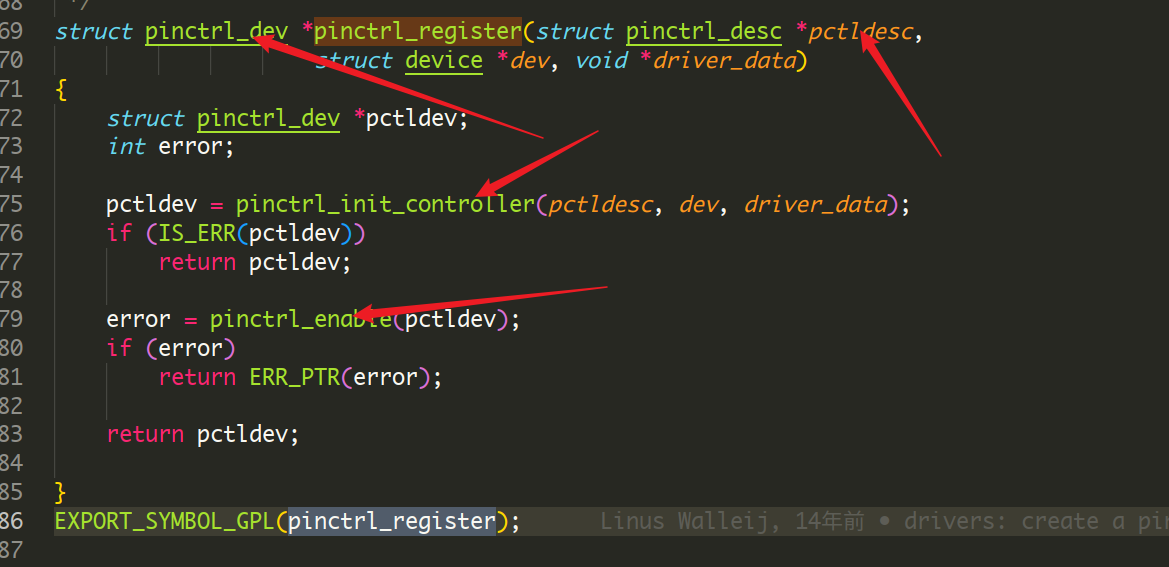 68  */
69 struct pinctrl_dev *pinctrl_register(struct pinctrl_desc *pctldesc,
70                     struct device *dev, void *driver_data)
71 {
72     struct pinctrl_dev *pctldev;
73     int error;
74
75     pctldev = pinctrl_init_controller(pctldesc, dev, driver_data);
76     if (IS_ERR(pctldev))
77         return pctldev;
78
79     error = pinctrl_enable(pctldev);
80     if (error)
81         return ERR_PTR(error);
82
83     return pctldev;
84
85 }
86 EXPORT_SYMBOL_GPL(pinctrl_register);     Linus Walleij, 14年前 • drivers: create a pin
87